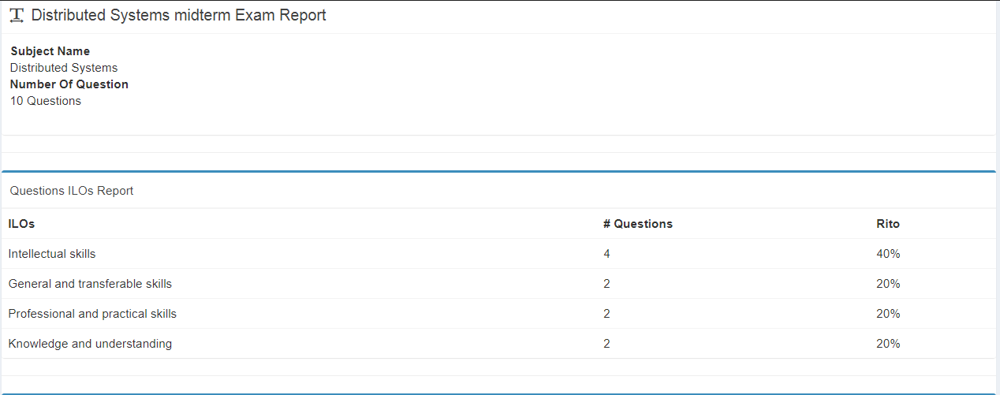 Distributed Systems midterm Exam Report
Subject Name
Distributed Systems
Number Of Question
10 Questions
Questions ILOs Report
ILOs # Questions Rito
Intellectual skills 4 40%
General and transferable skills 2 20%
Professional and practical skills 2 20%
Knowledge and understanding 2 20%